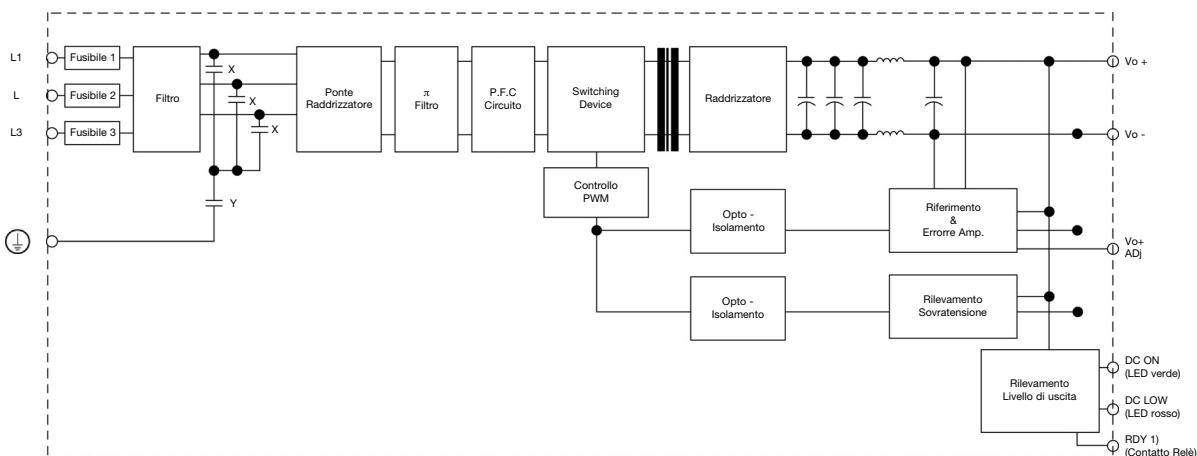 L1
Fusibile 1
L
Fusibile 2
L3
Fusibile 3
Filtro
X
X
X
Y
Ponte
Raddrizzatore
π
Filtro
P.F.C
Circuito
Switching
Device
Raddrizzatore
Vo +
Vo -
Controllo
PWM
Opto -
Isolamento
Riferimento
&
Errorre Amp.
Vo+
ADj
Opto -
Isolamento
Rilevamento
Sovratensione
Rilevamento
Livello di uscita
DC ON
(LED verde)
DC LOW
(LED rosso)
RDY 1)
(Contatto Relè)